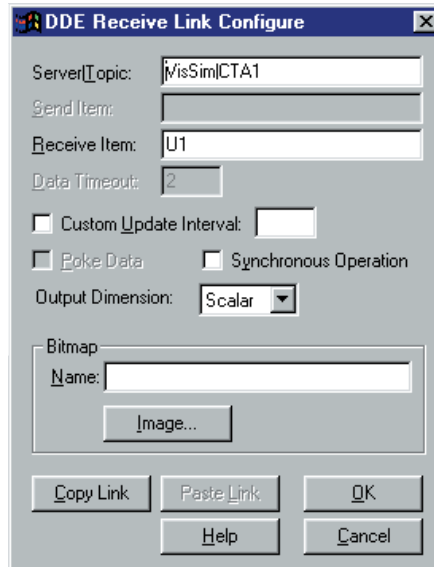 DDE Receive Link Configure
Server|Topic: VisSim|CTA1
Send Item:
Receive Item: U1
Data Timeout: 2
Custom Update Interval:
Poke Data Synchronous Operation
Output Dimension: Scalar
Bitmap
Name:
Image...
Copy Link Paste Link OK
Help Cancel